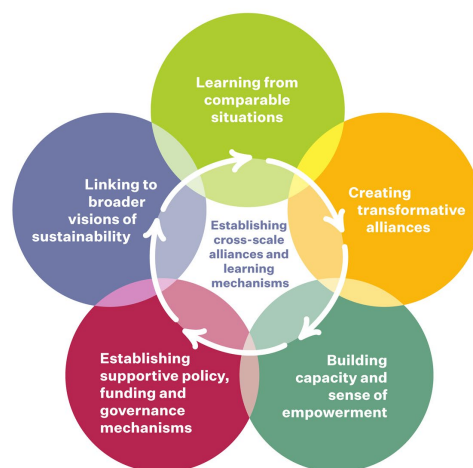 Learning from
comparable
situations
Linking to
broader
visions of
sustainability
Creating
transformative
alliances
Establishing
cross-scale
alliances and
learning
mechanisms
Establishing
supportive policy,
funding and
governance
mechanisms
Building
capacity and
sense of
empowerment